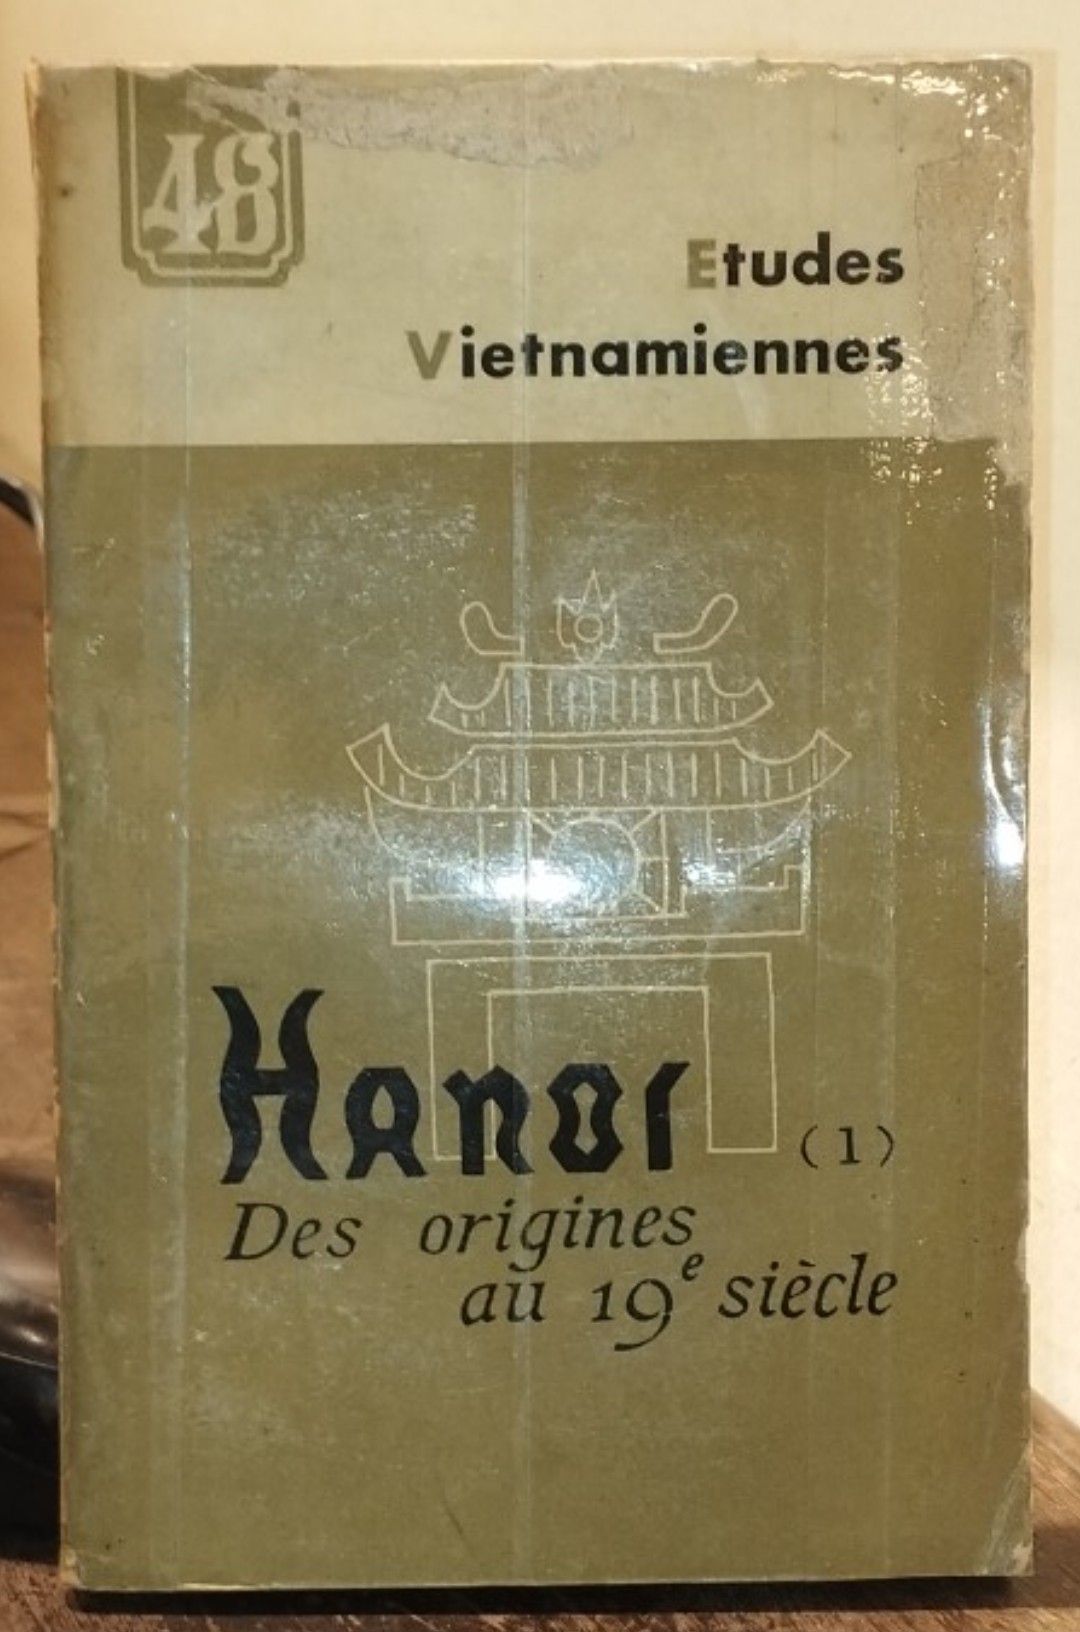 48
Etudes
Vietnamiennes
Hanoi (1)
Des origines
au 19e siècle